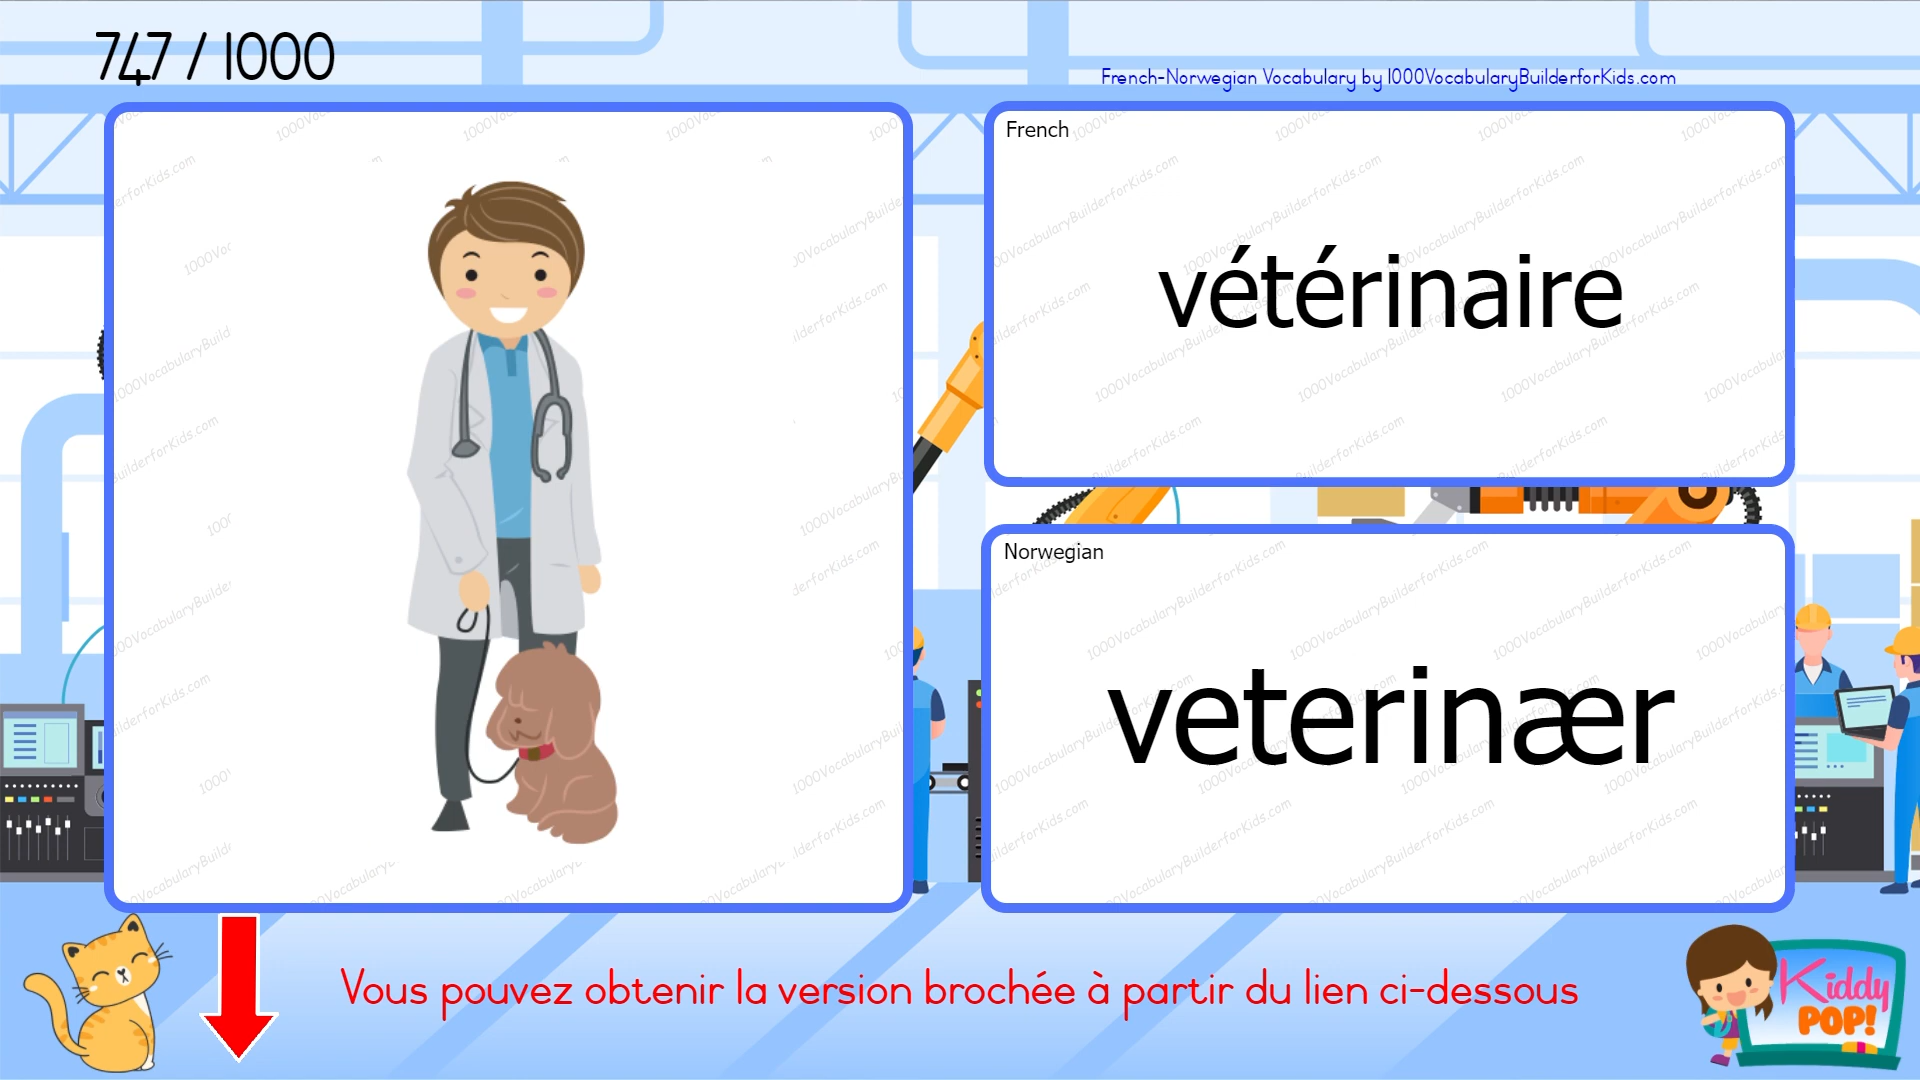 747 / 1000
French-Norwegian Vocabulary by 1000VocabularyBuilderforKids.com
French
vétérinaire
Norwegian
veterinær
Vous pouvez obtenir la version brochée à partir du lien ci-dessous
Kiddy
POP!